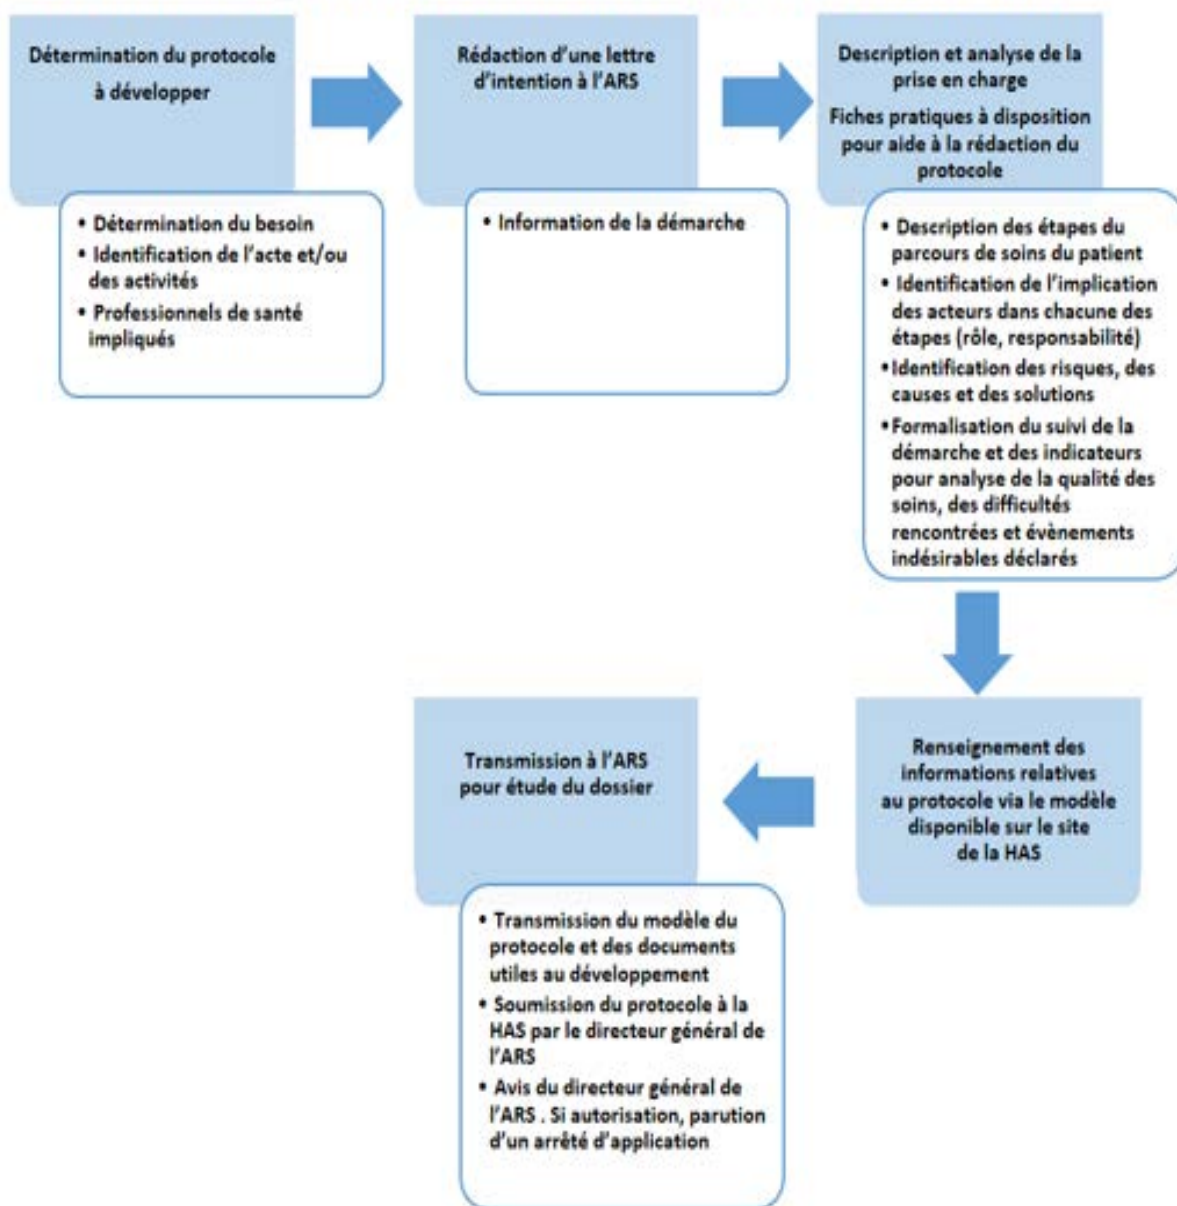 Détermination du protocole
à développer
• Détermination du besoin
• Identification de l'acte et/ou
des activités
• Professionnels de santé
impliqués
Rédaction d'une lettre
d'intention à l'ARS
• Information de la démarche
Description et analyse de la
prise en charge
Fiches pratiques à disposition
pour aide à la rédaction du
protocole
• Description des étapes du
parcours de soins du patient
• Identification de l'implication
des acteurs dans chacune des
étapes (rôle, responsabilité)
• Identification des risques, des
causes et des solutions
• Formalisation du suivi de la
démarche et des indicateurs
pour analyse de la qualité des
soins, des difficultés
rencontrées et évènements
indésirables déclarés
Renseignement des
informations relatives
au protocole via le modèle
disponible sur le site
de la HAS
Transmission à l'ARS
pour étude du dossier
• Transmission du modèle du
protocole et des documents
utiles au développement
• Soumission du protocole à la
HAS par le directeur général de
l'ARS
• Avis du directeur général de
l'ARS . Si autorisation, parution
d'un arrêté d'application